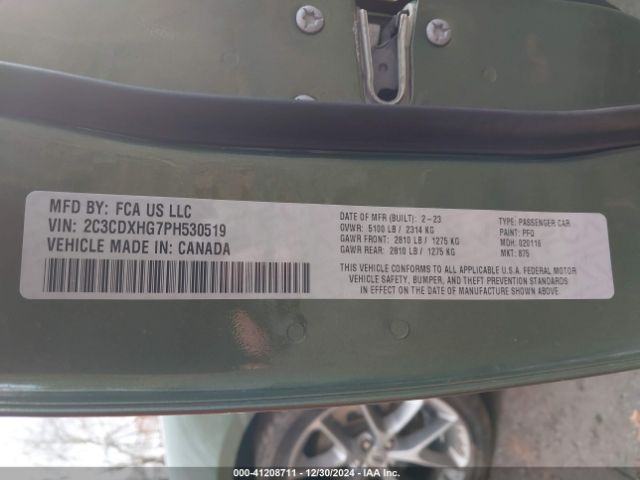 MFD BY: FCA US LLC
VIN: 2C3CDXHG7PH530519
VEHICLE MADE IN: CANADA
DATE OF MFR (BUILT): 2-23
GVWR: 5100 LB / 2314 KG
GAWR FRONT: 2810 LB / 1275 KG
GAWR REAR: 2810 LB / 1275 KG
TYPE: PASSENGER CAR
PAINT: PFQ
MDH: 020116
MKT: 875
THIS VEHICLE CONFORMS TO ALL APPLICABLE U.S.A. FEDERAL MOTOR
VEHICLE SAFETY, BUMPER, AND THEFT PREVENTION STANDARDS
IN EFFECT ON THE DATE OF MANUFACTURE SHOWN ABOVE
000-41208711 - 12/30/2024 - IAA Inc.